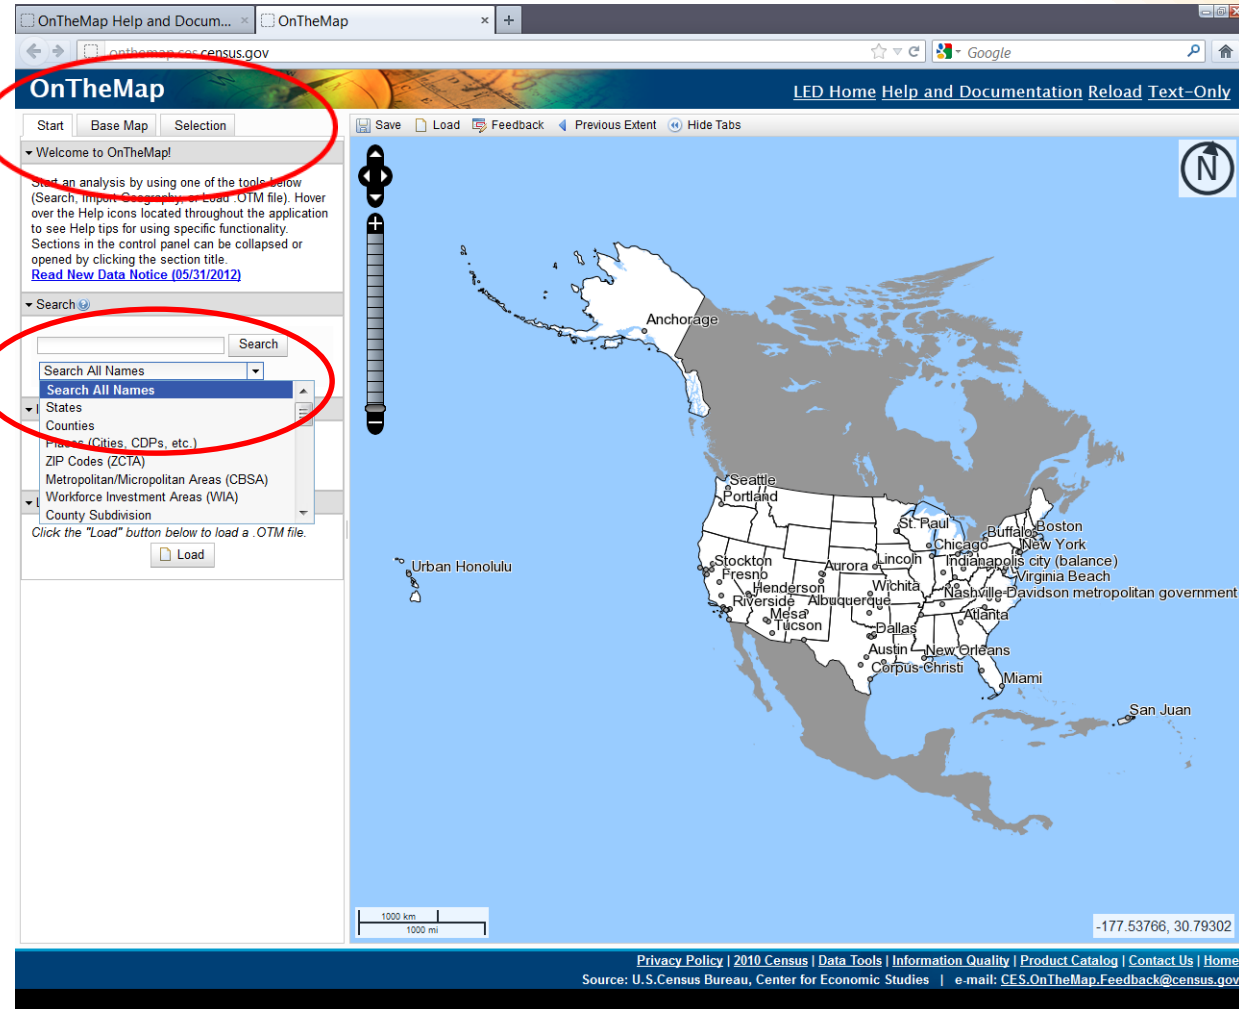 OnTheMap Help and Docum... ×
OnTheMap × +
onthemap.ces.census.gov
Google
OnTheMap
LED Home Help and Documentation Reload Text-Only
Start Base Map Selection
Save Load Feedback Previous Extent Hide Tabs
Welcome to OnTheMap!
Start an analysis by using one of the tools below
(Search, Import Geography, or Load .OTM file). Hover
over the Help icons located throughout the application
to see Help tips for using specific functionality.
Sections in the control panel can be collapsed or
opened by clicking the section title.
Read New Data Notice (05/31/2012)
Search
Search
Search All Names
Search All Names
States
Counties
Places (Cities, CDPs, etc.)
ZIP Codes (ZCTA)
Metropolitan/Micropolitan Areas (CBSA)
Workforce Investment Areas (WIA)
County Subdivision
Click the "Load" button below to load a .OTM file.
Load
N
Anchorage
Seattle
Portland
St. Paul
Buffalo
Boston
Chicago
New York
Stockton
Aurora
Lincoln
Indianapolis city (balance)
Fresno
Virginia Beach
Henderson
Wichita
Nashville-Davidson metropolitan government
Riverside
Albuquerque
Mesa
Atlanta
Tucson
Dallas
Austin
New Orleans
Corpus Christi
Miami
Urban Honolulu
San Juan
1000 km
1000 mi
-177.53766, 30.79302
Privacy Policy | 2010 Census | Data Tools | Information Quality | Product Catalog | Contact Us | Home
Source: U.S.Census Bureau, Center for Economic Studies | e-mail: CES.OnTheMap.Feedback@census.gov